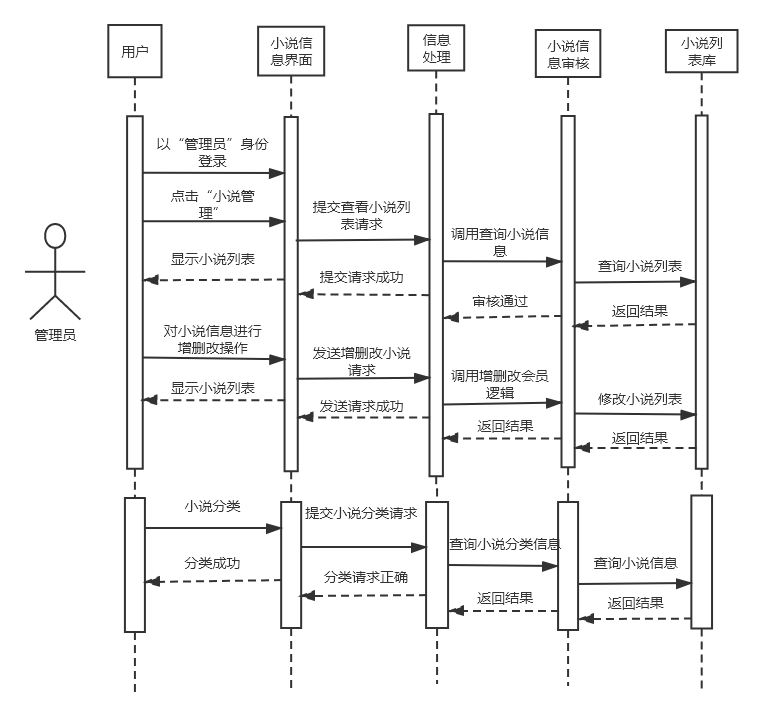 用户
小说信
息界面
信息
处理
小说信
息审核
小说列
表库
以“管理员”身份
登录
点击“小说管
理”
提交查看小说列
表请求
调用查询小说信
息
查询小说列表
显示小说列表
提交请求成功
审核通过
返回结果
管理员
对小说信息进行
增删改操作
发送增删改小说
请求
调用增删改会员
逻辑
修改小说列表
显示小说列表
发送请求成功
返回结果
返回结果
小说分类
提交小说分类请求
查询小说分类信息
查询小说信息
分类成功
分类请求正确
返回结果
返回结果